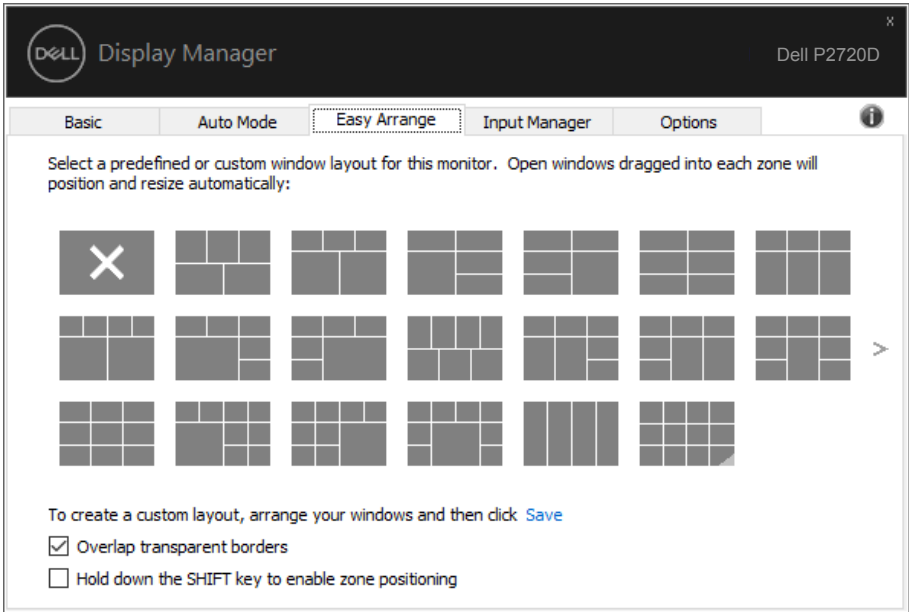 x
DELL Display Manager
Dell P2720D
Basic Auto Mode Easy Arrange Input Manager Options
Select a predefined or custom window layout for this monitor. Open windows dragged into each zone will
position and resize automatically:
>
To create a custom layout, arrange your windows and then click Save
Overlap transparent borders
Hold down the SHIFT key to enable zone positioning